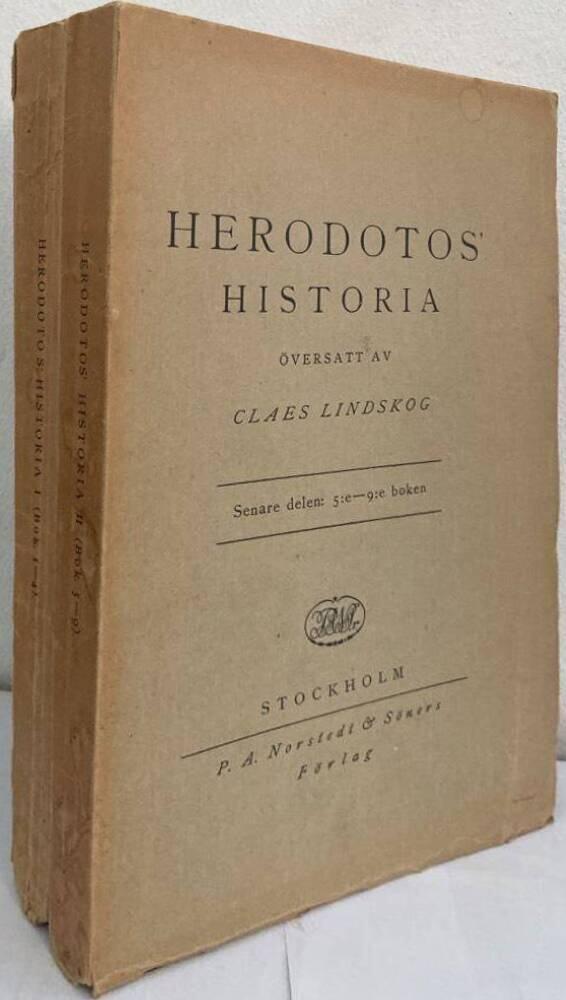 HERODOTOS'
HISTORIA
ÖVERSATT AV
CLAES LINDSKOG
Senare delen: 5:e—9:e boken
STOCKHOLM
P. A. Norstedt & Söners
Förlag
HERODOTOS' HISTORIA I (Bok 1—4).
HERODOTOS' HISTORIA II (Bok 5—9)